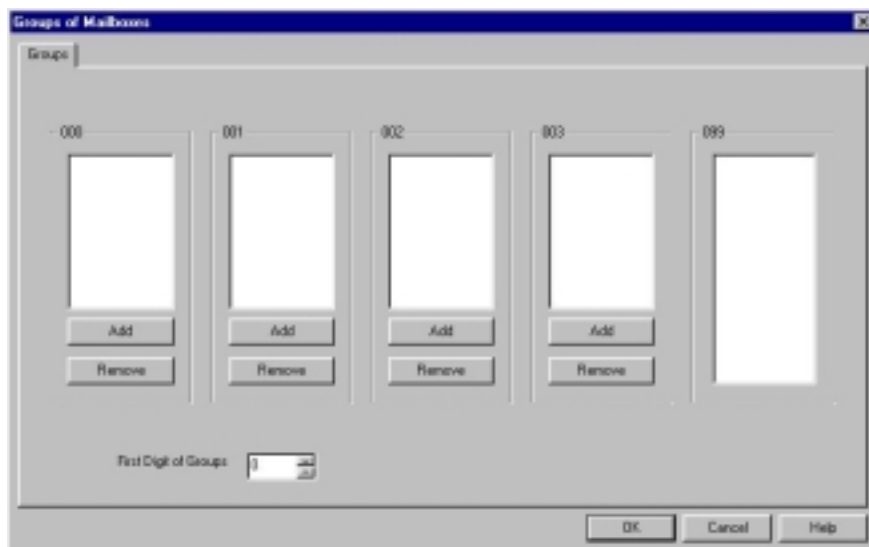 Groups of Mailboxes
Groups
000 001 002 003 099
Add Add Add Add
Remove Remove Remove Remove
First Digit of Groups 0
OK Cancel Help